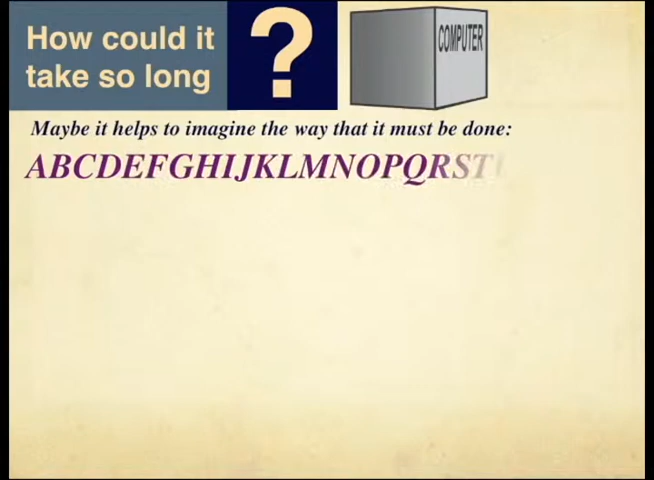 How could it
take so long
?
COMPUTER
Maybe it helps to imagine the way that it must be done:
ABCDEFGHIJKLMNOPQRST